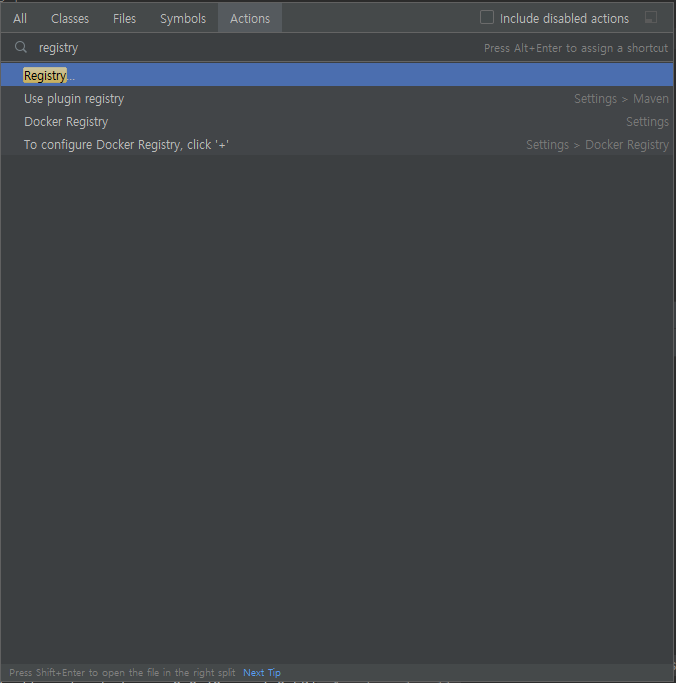 All Classes Files Symbols Actions Include disabled actions
registry Press Alt+Enter to assign a shortcut
Registry...
Use plugin registry Settings > Maven
Docker Registry Settings
To configure Docker Registry, click '+' Settings > Docker Registry
Press Shift+Enter to open the file in the right split Next Tip